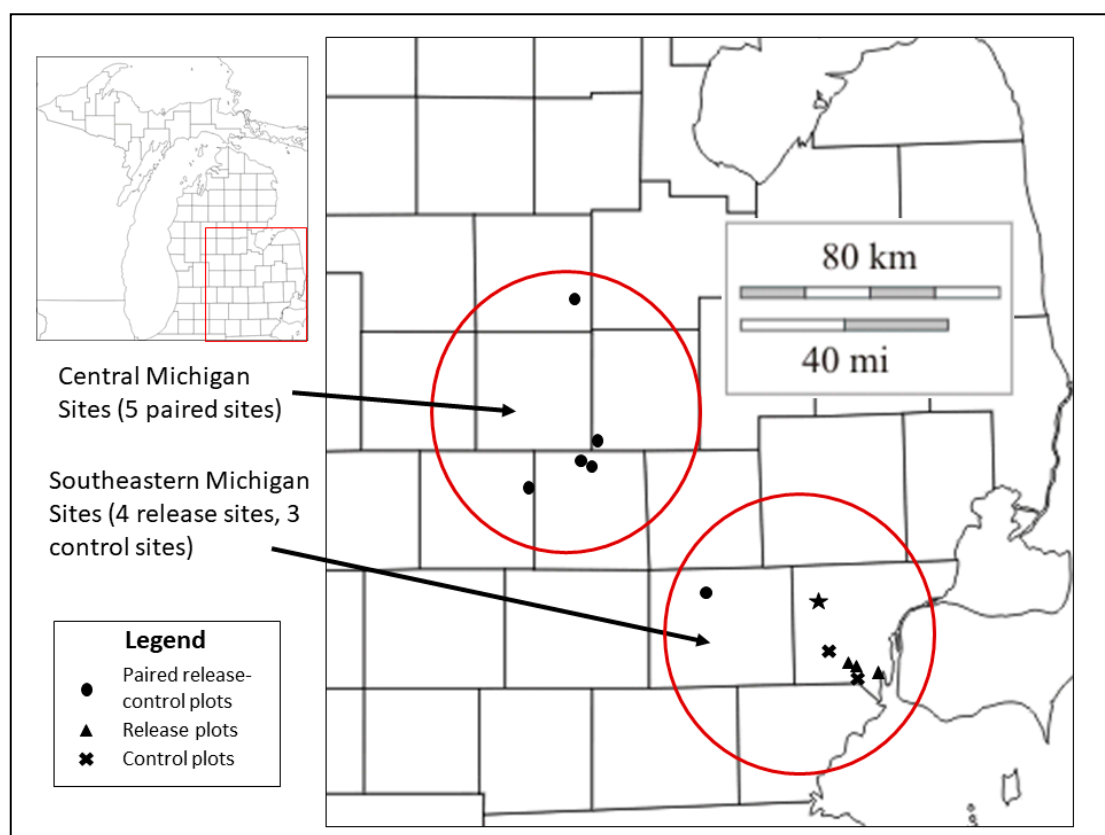 80 km
40 mi
Central Michigan
Sites (5 paired sites)
Southeastern Michigan
Sites (4 release sites, 3
control sites)
Legend
Paired release-
control plots
Release plots
Control plots